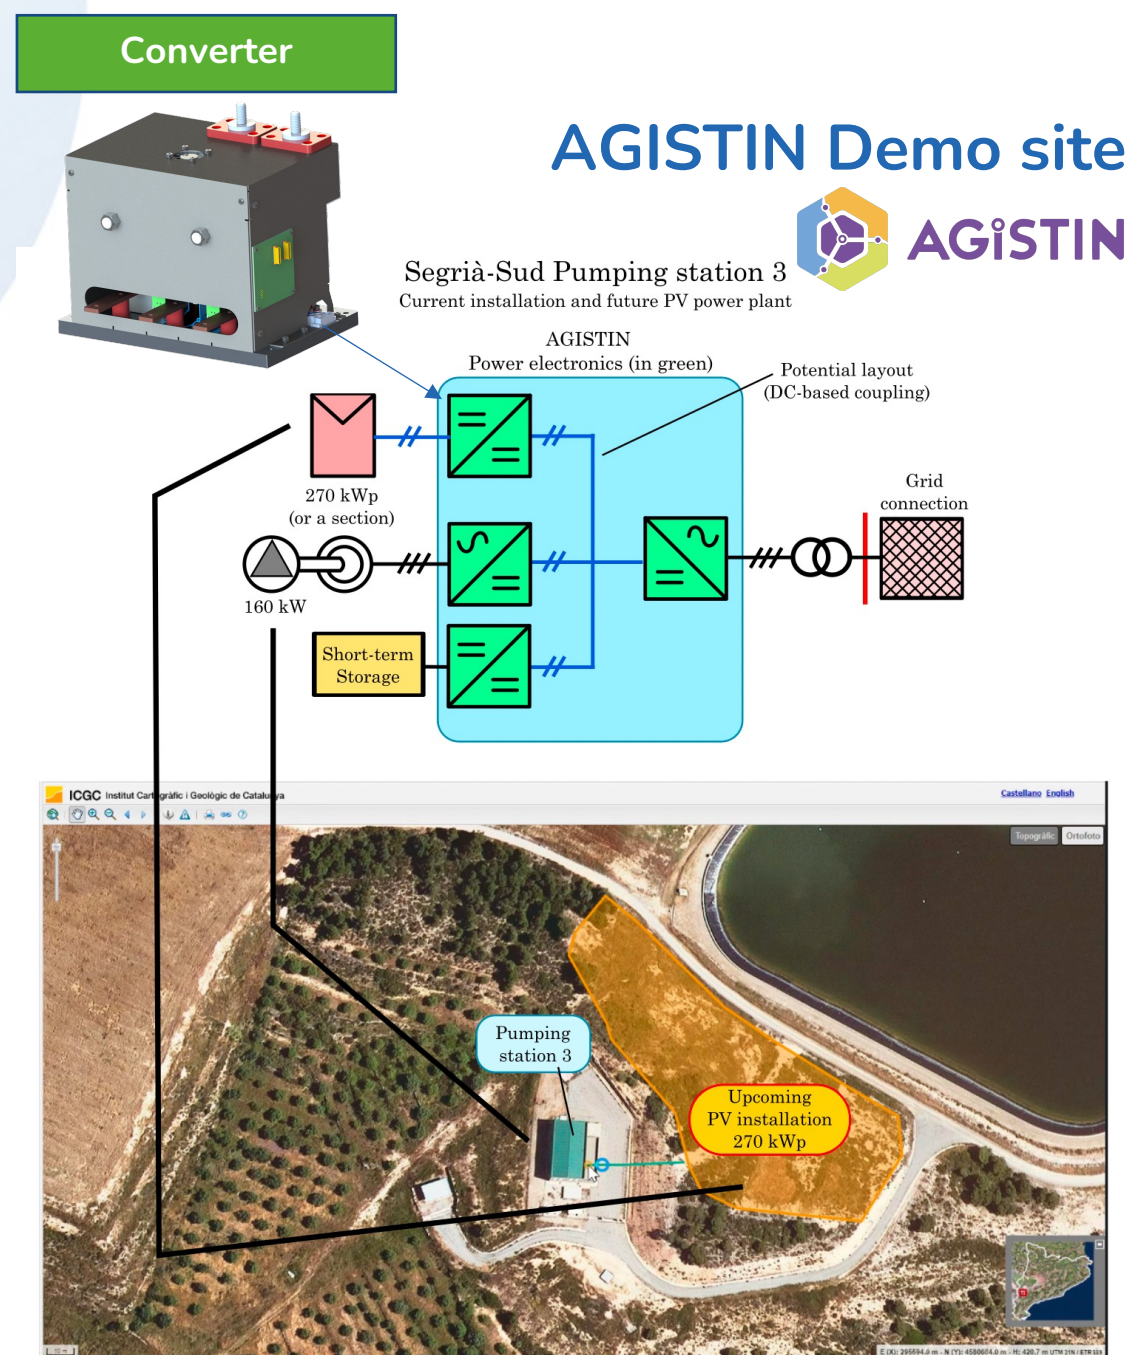 Converter
AGISTIN Demo site
AGiSTIN
Segrià-Sud Pumping station 3
Current installation and future PV power plant
AGISTIN
Power electronics (in green)
Potential layout
(DC-based coupling)
270 kWp
(or a section)
Grid
connection
160 kW
Short-term
Storage
ICGC Institut Cartogràfic i Geològic de Catalunya
Castellano English
Topogràfic Ortofoto
Pumping
station 3
Upcoming
PV installation
270 kWp